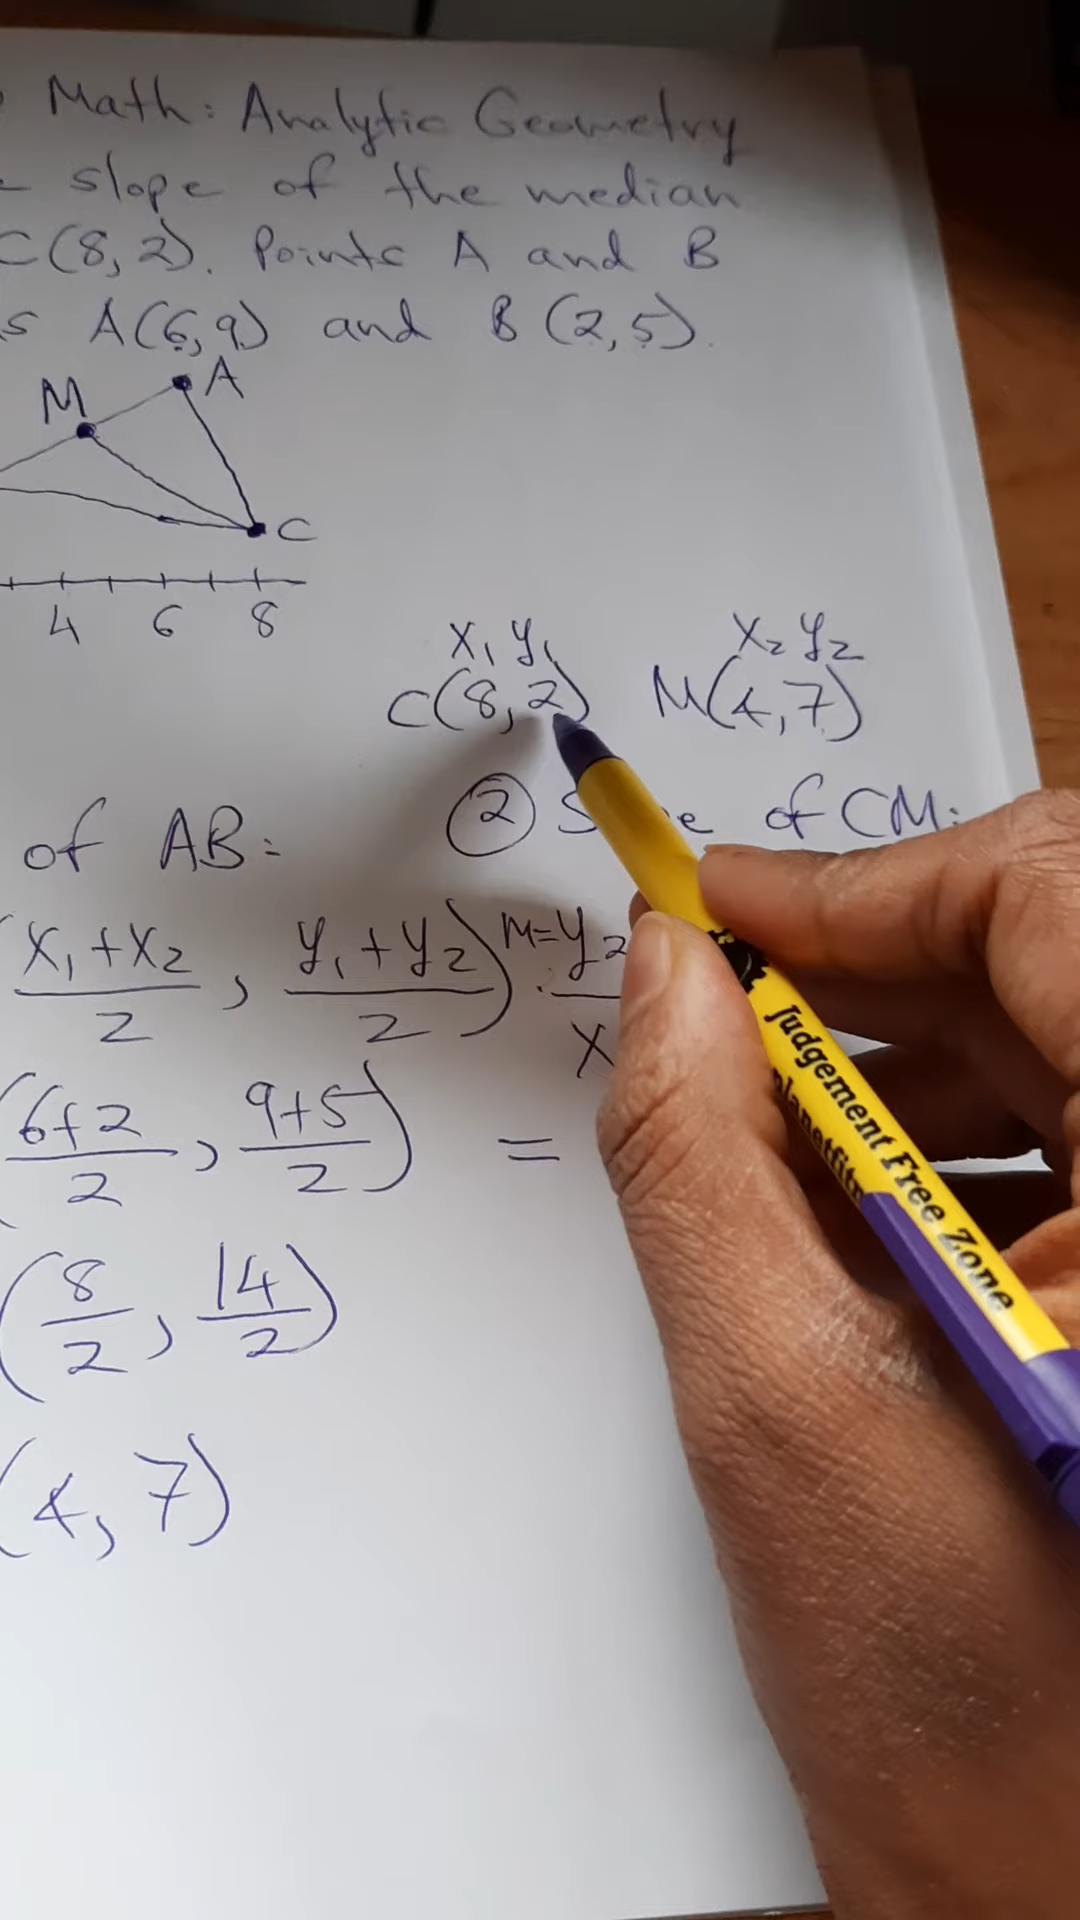 Math: Analytic Geometry
slope of the median
C(8,2). Points A and B
A(6,9) and B(2,5).
M A
C
4 6 8
x₁ y₁ x₂ y₂
C(8,2) M(4,7)
of AB: ② of CM:
(x₁+x₂/2, y₁+y₂/2) M=y₂
x
(6+2/2, 9+5/2) =
(8/2, 14/2)
(4,7)
Judgement Free Zone